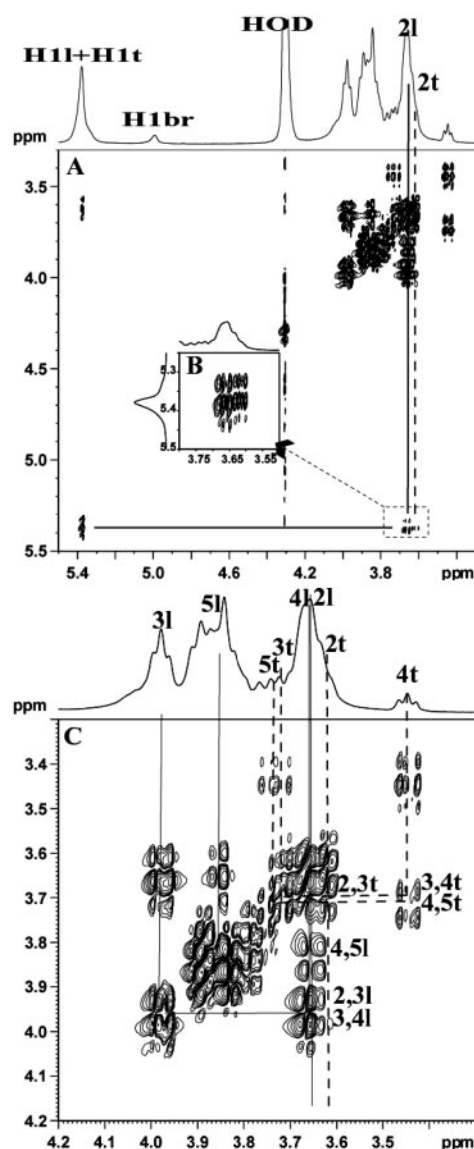 2l
HOD
H1l+H1t
2t
H1br
ppm
A
3.5
4.0
4.5
B
5.3
5.4
5.5
3.75 3.65 3.55
5.0
5.5
5.4 5.0 4.6 4.2 3.8 ppm
4l 2l
5l
3l
3t
2t
5t
4t
ppm
C
3.4
3.5
3.6
2,3t 3,4t
3.7
4,5t
4,5l
3.8
3.9
2,3l
3,4l
4.0
4.1
4.2
4.2 4.1 4.0 3.9 3.8 3.7 3.6 3.5 ppm